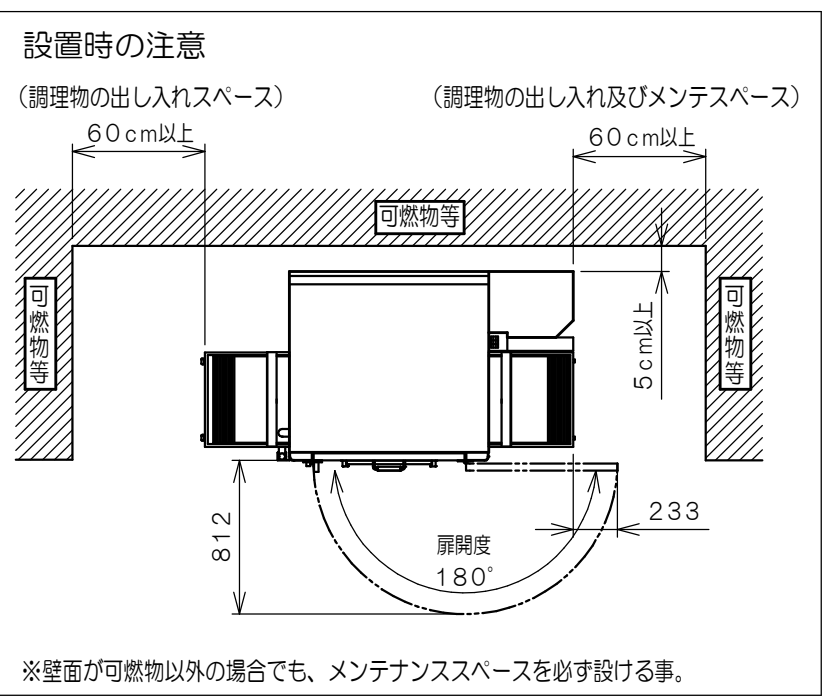 設置時の注意
(調理物の出し入れスペース)
(調理物の出し入れ及びメンテスペース)
60cm以上
60cm以上
可燃物等
可燃物等
5cm以上
可燃物等
812
扉開度
180°
233
※壁面が可燃物以外の場合でも、メンテナンススペースを必ず設ける事。